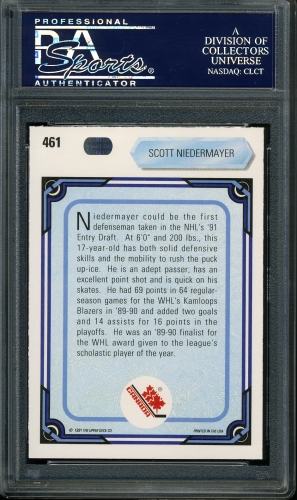 PROFESSIONAL
PSA
Sports
AUTHENTICATOR
A
DIVISION OF
COLLECTORS
UNIVERSE
NASDAQ: CLCT
461
SCOTT NIEDERMAYER
Niedermayer could be the first
defenseman taken in the NHL's '91
Entry Draft. At 6'0" and 200 lbs., this
17-year-old has both solid defensive
skills and the mobility to rush the puck
up-ice. He is an adept passer, has an
excellent point shot and is quick on his
skates. He had 69 points in 64 regular-
season games for the WHL's Kamloops
Blazers in '89-90 and added two goals
and 14 assists for 16 points in the
playoffs. He was an '89-90 finalist for
the WHL award given to the league's
scholastic player of the year.
CANADA
© 1991 THE UPPER DECK CO.
PRINTED IN THE USA